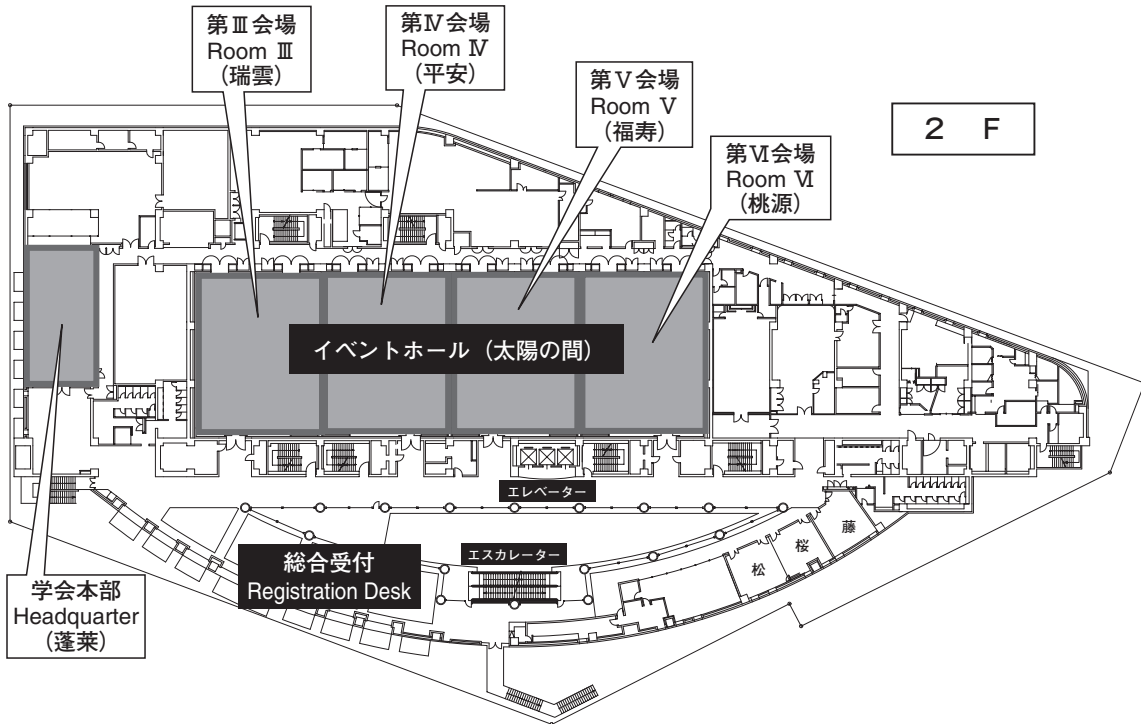 第Ⅲ会場
Room Ⅲ
（瑞雲）
第Ⅳ会場
Room Ⅳ
（平安）
第Ⅴ会場
Room Ⅴ
（福寿）
第Ⅵ会場
Room Ⅵ
（桃源）
２ Ｆ
イベントホール（太陽の間）
エレベーター
エスカレーター
総合受付
Registration Desk
藤
桜
松
学会本部
Headquarter
（蓬莱）